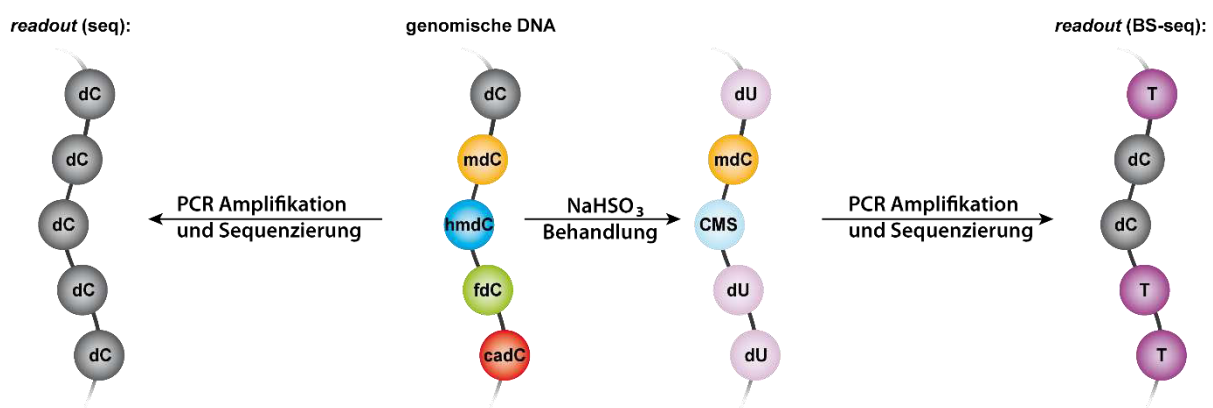 readout (seq):
genomische DNA
readout (BS-seq):
dC
dC
dU
T
dC
mdC
mdC
dC
PCR Amplifikation
und Sequenzierung
NaHSO₃
Behandlung
PCR Amplifikation
und Sequenzierung
dC
hmdC
CMS
dC
dC
fdC
dU
T
dC
cadC
dU
T